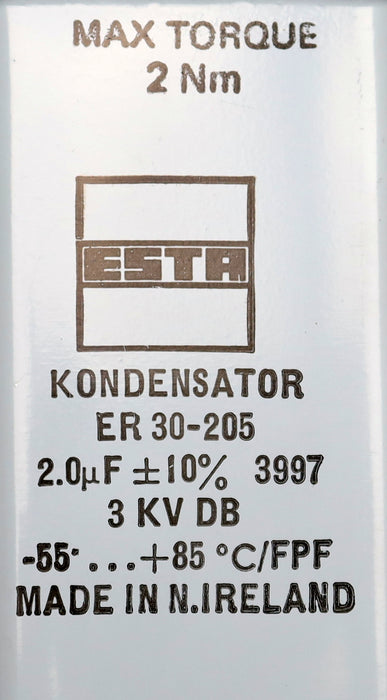 MAX TORQUE
2 Nm
ESTA
KONDENSATOR
ER 30-205
2.0µF ±10% 3997
3 KV DB
-55...+85 °C/FPF
MADE IN N.IRELAND